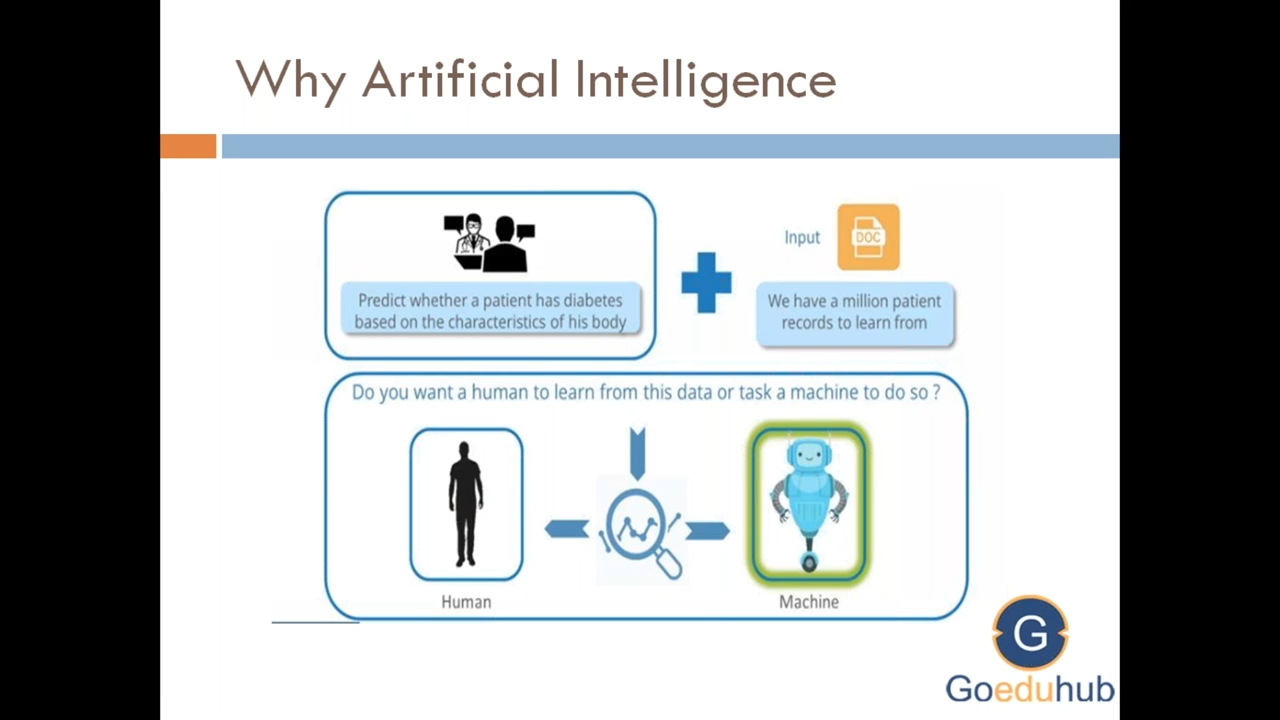 Why Artificial Intelligence
Predict whether a patient has diabetes
based on the characteristics of his body
Input
DOC
We have a million patient
records to learn from
Do you want a human to learn from this data or task a machine to do so ?
Human
Machine
G
Goeduhub